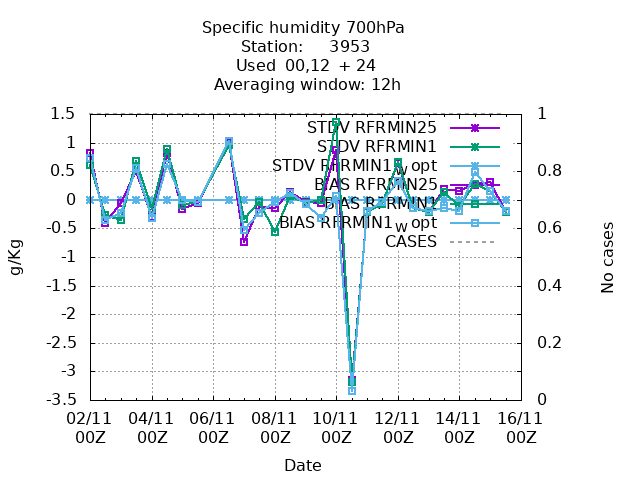 Specific humidity 700hPa
Station: 3953
Used 00,12 + 24
Averaging window: 12h
1.5
1
0.5
0
-0.5
-1
-1.5
-2
-2.5
-3
-3.5
g/Kg
1
0.8
0.6
0.4
0.2
0
No cases
STDV RFRMIN25
STDV RFRMIN1
STDV RFRMIN1w opt
BIAS RFRMIN25
BIAS RFRMIN1
BIAS RFRMIN1w opt
CASES
02/11 04/11 06/11 08/11 10/11 12/11 14/11 16/11
00Z 00Z 00Z 00Z 00Z 00Z 00Z 00Z
Date